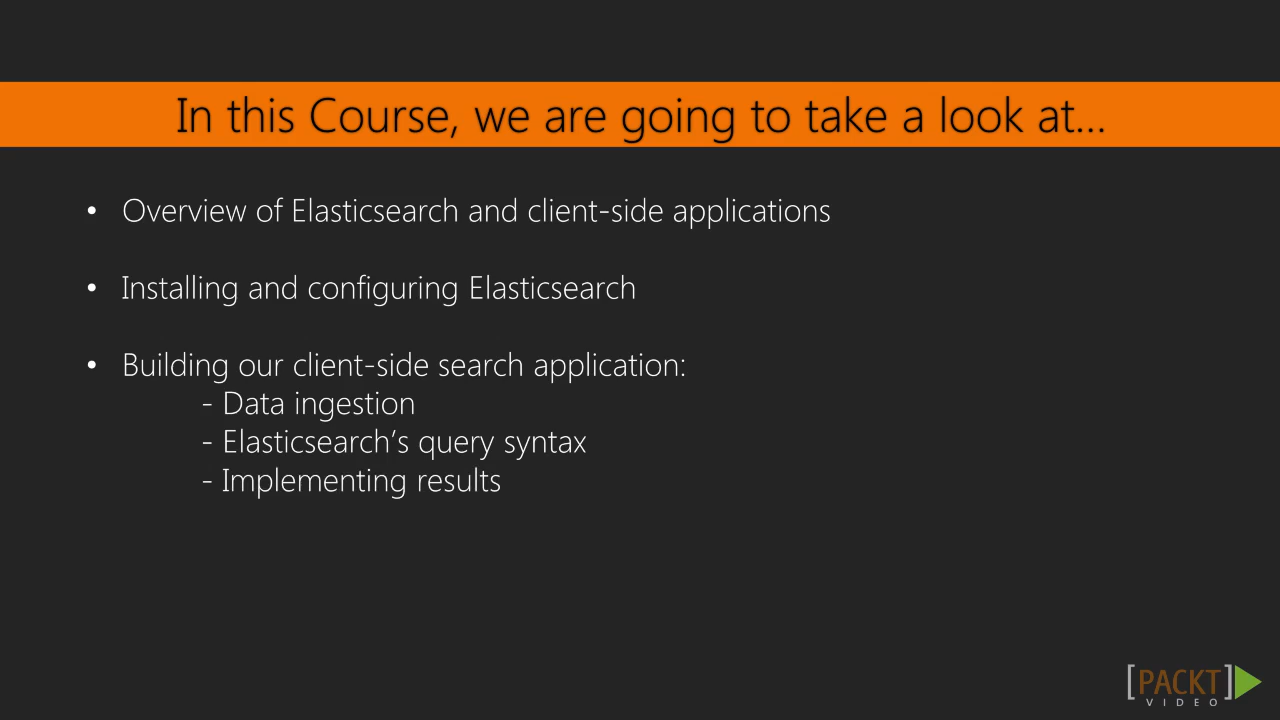 In this Course, we are going to take a look at...
• Overview of Elasticsearch and client-side applications
• Installing and configuring Elasticsearch
• Building our client-side search application:
- Data ingestion
- Elasticsearch’s query syntax
- Implementing results
[PACKT]
VIDEO